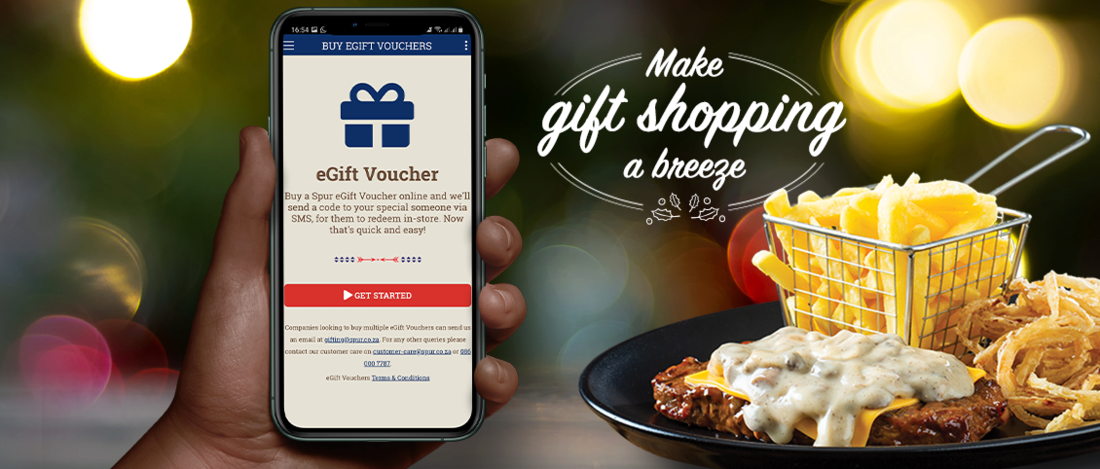 16:54
BUY EGIFT VOUCHERS
eGift Voucher
Buy a Spur eGift Voucher online and we'll
send a code to your special someone via
SMS, for them to redeem in-store. Now
that's quick and easy!
GET STARTED
Companies looking to buy multiple eGift Vouchers can send us
an email at gifting@spur.co.za. For any other queries please
contact our customer care on customer-care@spur.co.za or 086
000 7787
eGift Vouchers Terms & Conditions
Make
gift shopping
a breeze